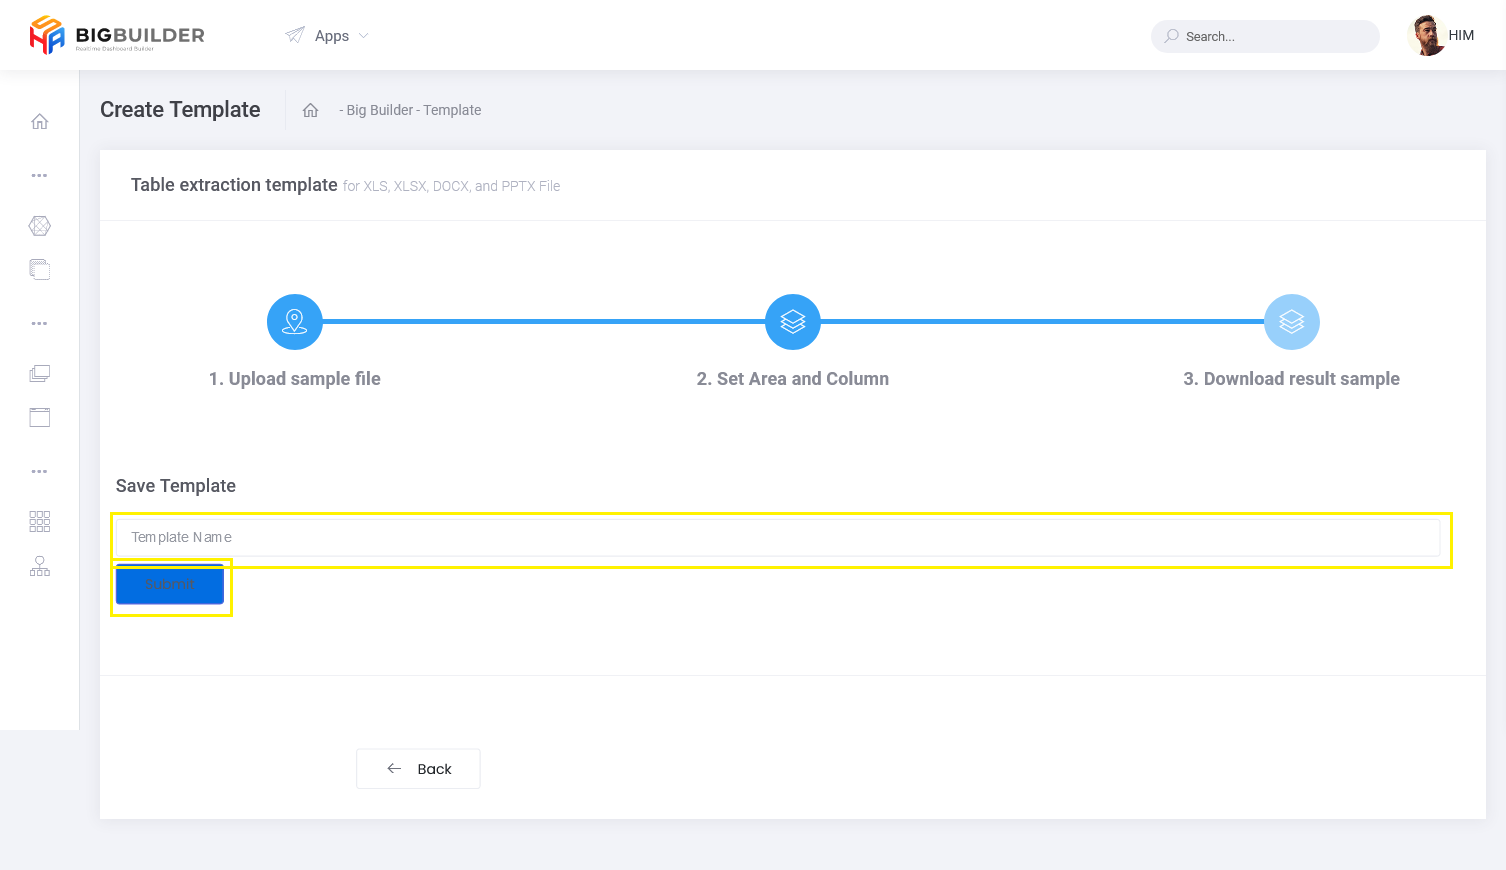 BIGBUILDER
Realtime Dashboard Builder
Apps
Search...
HIM
Create Template
- Big Builder - Template
Table extraction template for XLS, XLSX, DOCX, and PPTX File
1. Upload sample file
2. Set Area and Column
3. Download result sample
Save Template
Template Name
Submit
Back